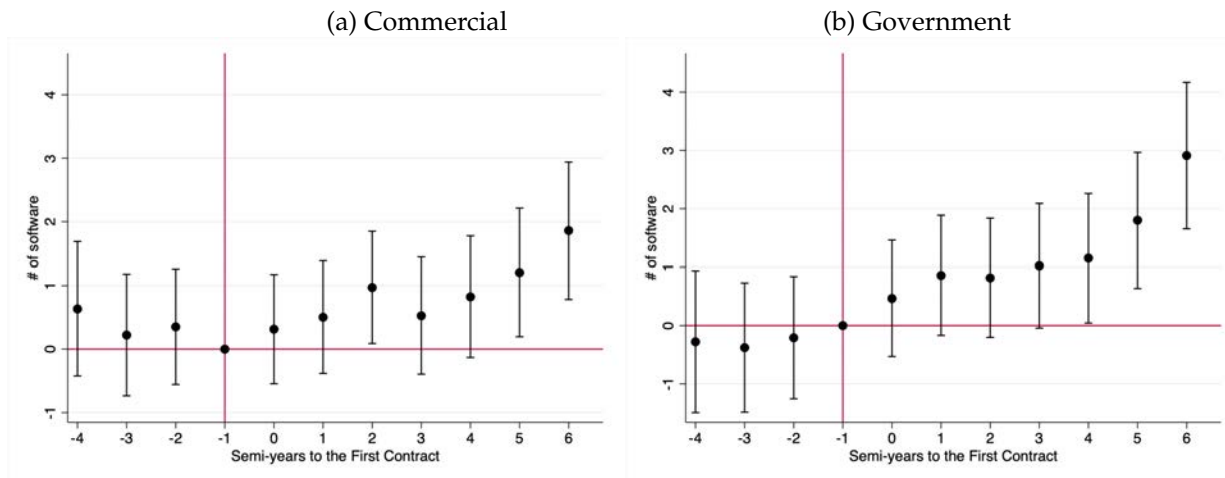 (a) Commercial
4
3
2
1
0
-1
# of software
-4 -3 -2 -1 0 1 2 3 4 5 6
Semi-years to the First Contract
(b) Government
4
3
2
1
0
-1
# of software
-4 -3 -2 -1 0 1 2 3 4 5 6
Semi-years to the First Contract